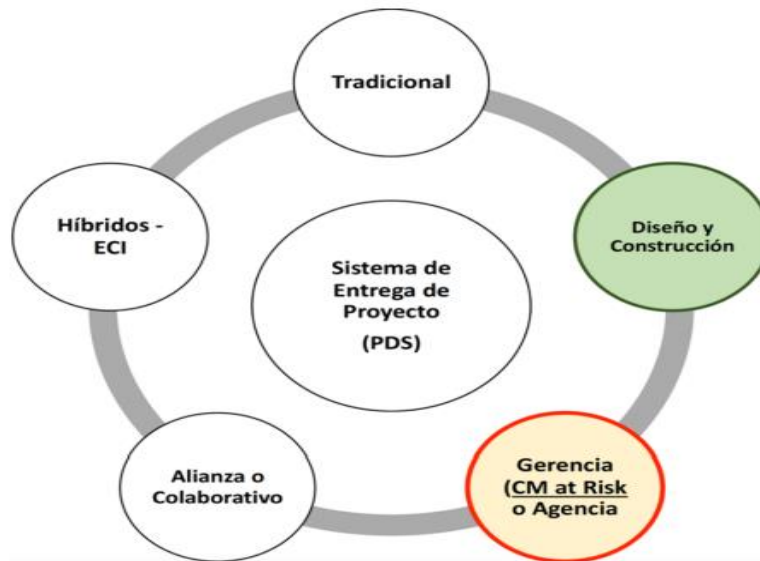 Tradicional
Híbridos -
ECI
Diseño y
Construcción
Sistema de
Entrega de
Proyecto
(PDS)
Alianza o
Colaborativo
Gerencia
(CM at Risk
o Agencia